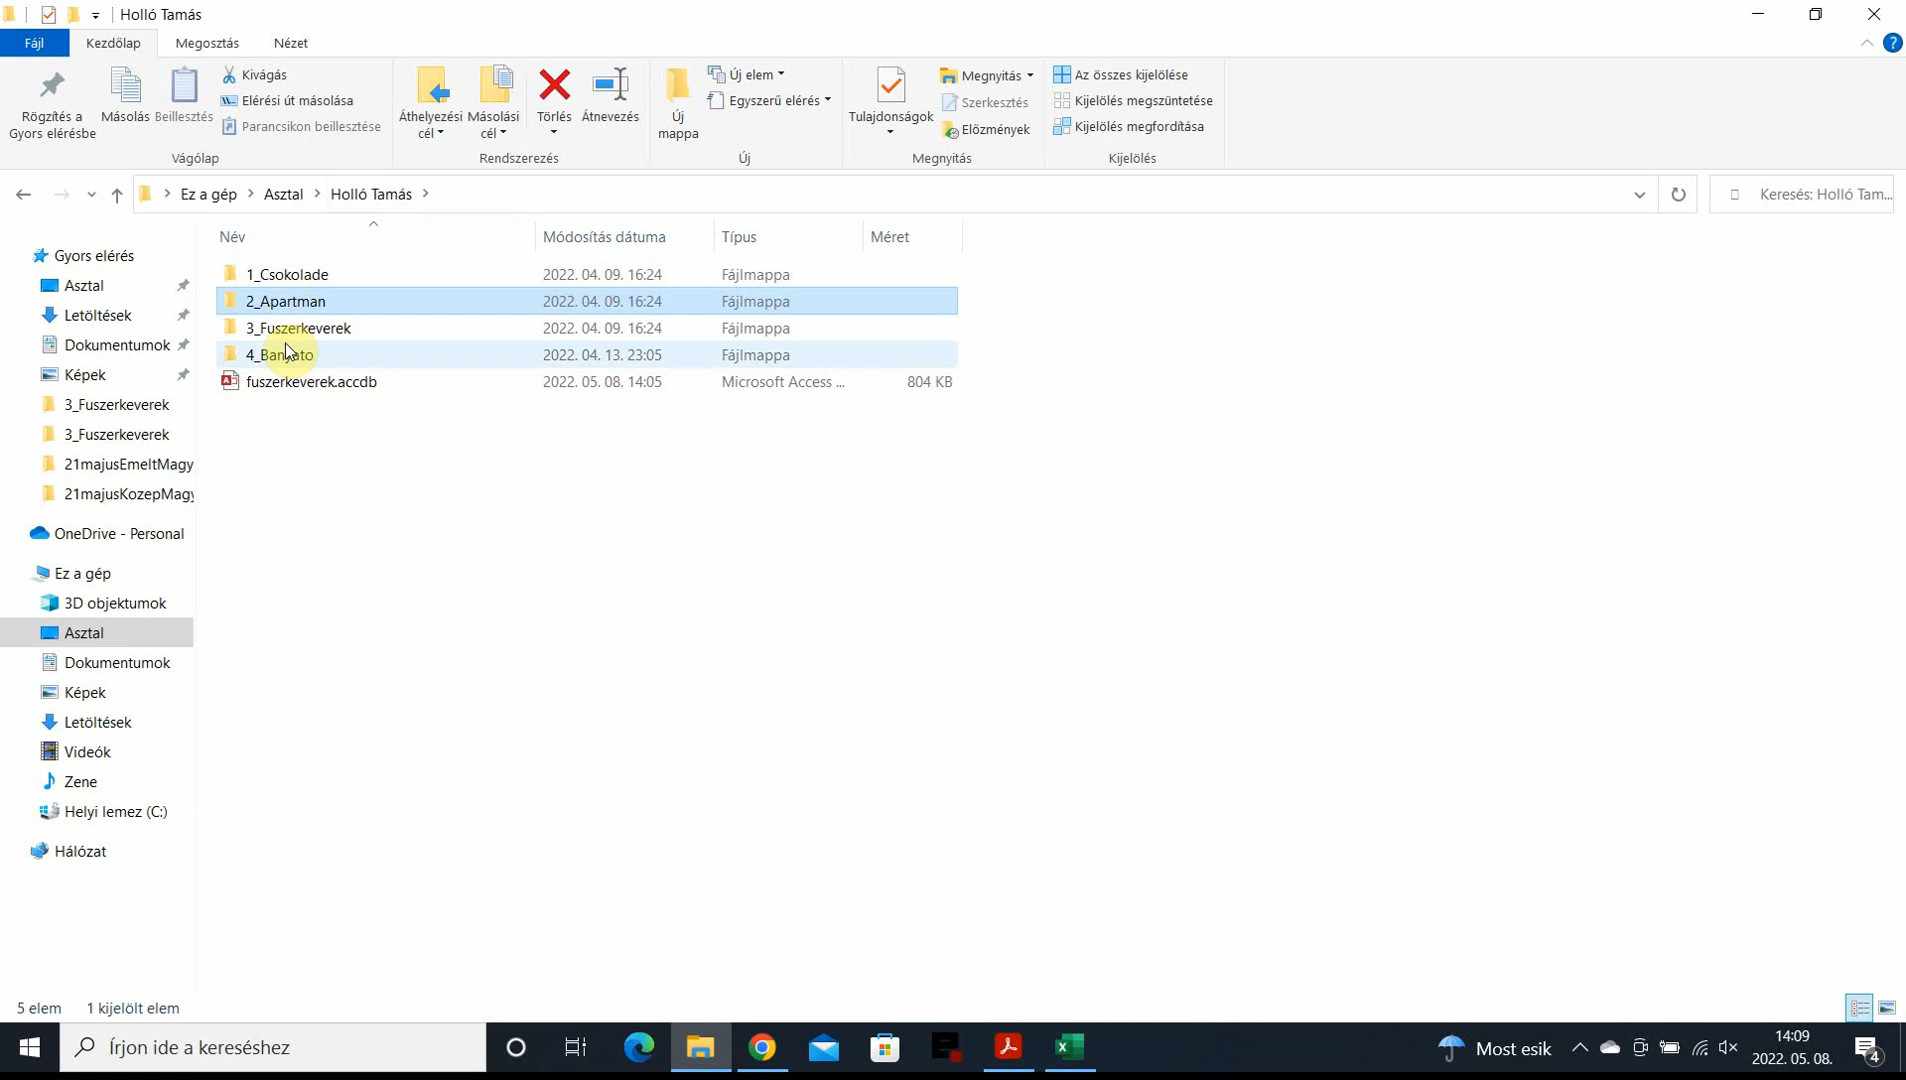 Holló Tamás
Fájl Kezdőlap Megosztás Nézet
Rögzítés a Gyors elérésbe
Másolás
Beillesztés
Kivágás
Elérési út másolása
Parancsikon beillesztése
Vágólap
Áthelyezési cél
Másolási cél
Törlés
Átnevezés
Rendszerezés
Új mappa
Új elem
Egyszerű elérés
Új
Tulajdonságok
Megnyitás
Szerkesztés
Előzmények
Megnyitás
Az összes kijelölése
Kijelölés megszüntetése
Kijelölés megfordítása
Kijelölés
Ez a gép Asztal Holló Tamás
Keresés: Holló Tam...
Név Módosítás dátuma Típus Méret
1_Csokolade 2022. 04. 09. 16:24 Fájlmappa
2_Apartman 2022. 04. 09. 16:24 Fájlmappa
3_Fuszerkeverek 2022. 04. 09. 16:24 Fájlmappa
4_Banyato 2022. 04. 13. 23:05 Fájlmappa
fuszerkeverek.accdb 2022. 05. 08. 14:05 Microsoft Access ... 804 KB
Gyors elérés
Asztal
Letöltések
Dokumentumok
Képek
3_Fuszerkeverek
3_Fuszerkeverek
21majusEmeltMagy
21majusKozepMagy
OneDrive - Personal
Ez a gép
3D objektumok
Asztal
Dokumentumok
Képek
Letöltések
Videók
Zene
Helyi lemez (C:)
Hálózat
5 elem 1 kijelölt elem
Írjon ide a kereséshez
Most esik
14:09
2022. 05. 08.
4